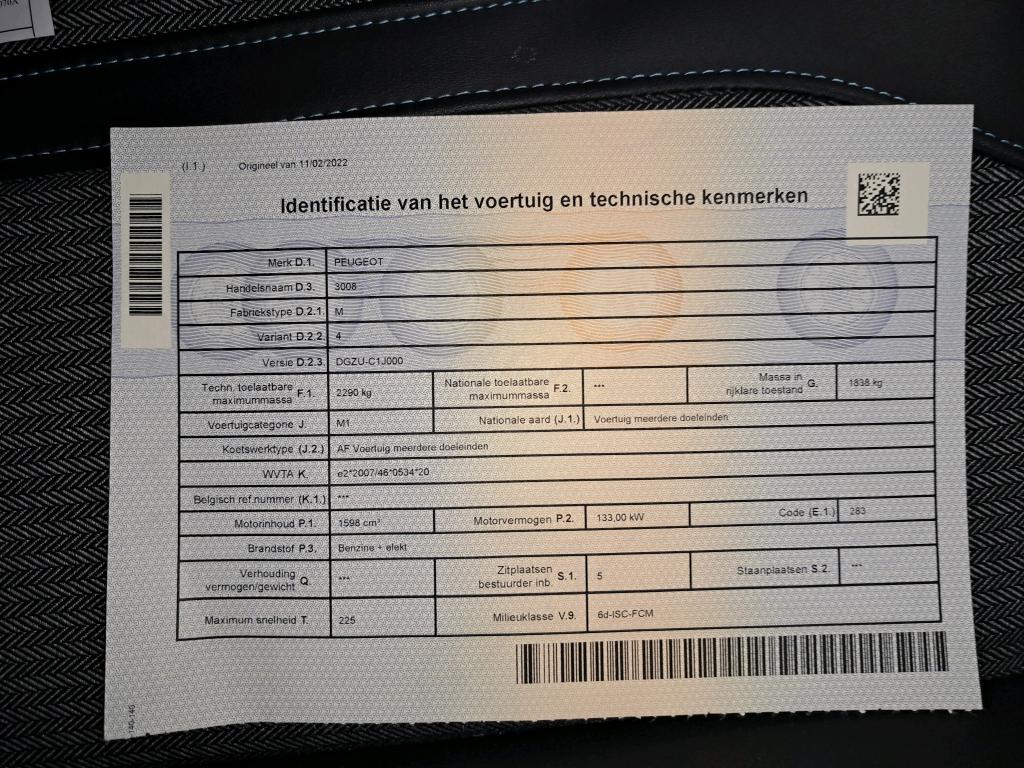 (I.1.) Origineel van 11/02/2022
Identificatie van het voertuig en technische kenmerken
Merk D.1. PEUGEOT
Handelsnaam D.3. 3008
Fabriekstype D.2.1. M
Variant D.2.2. 4
Versie D.2.3. DGZU-C1J000
Techn. toelaatbare maximummassa F.1. 2290 kg Nationale toelaatbare maximummassa F.2. *** Massa in rijklare toestand G. 1838 kg
Voertuigcategorie J. M1 Nationale aard (J.1.) Voertuig meerdere doeleinden
Koetswerktype (J.2.) AF Voertuig meerdere doeleinden
WVTA K. e2*2007/46*0534*20
Belgisch ref.nummer (K.1.) ***
Motorinhoud P.1. 1598 cm³ Motorvermogen P.2. 133,00 kW Code (E.1.) 283
Brandstof P.3. Benzine + elekt
Verhouding vermogen/gewicht Q. *** Zitplaatsen bestuurder inb. S.1. 5 Staanplaatsen S.2. ***
Maximum snelheid T. 225 Milieuklasse V.9. 6d-ISC-FCM
140-140